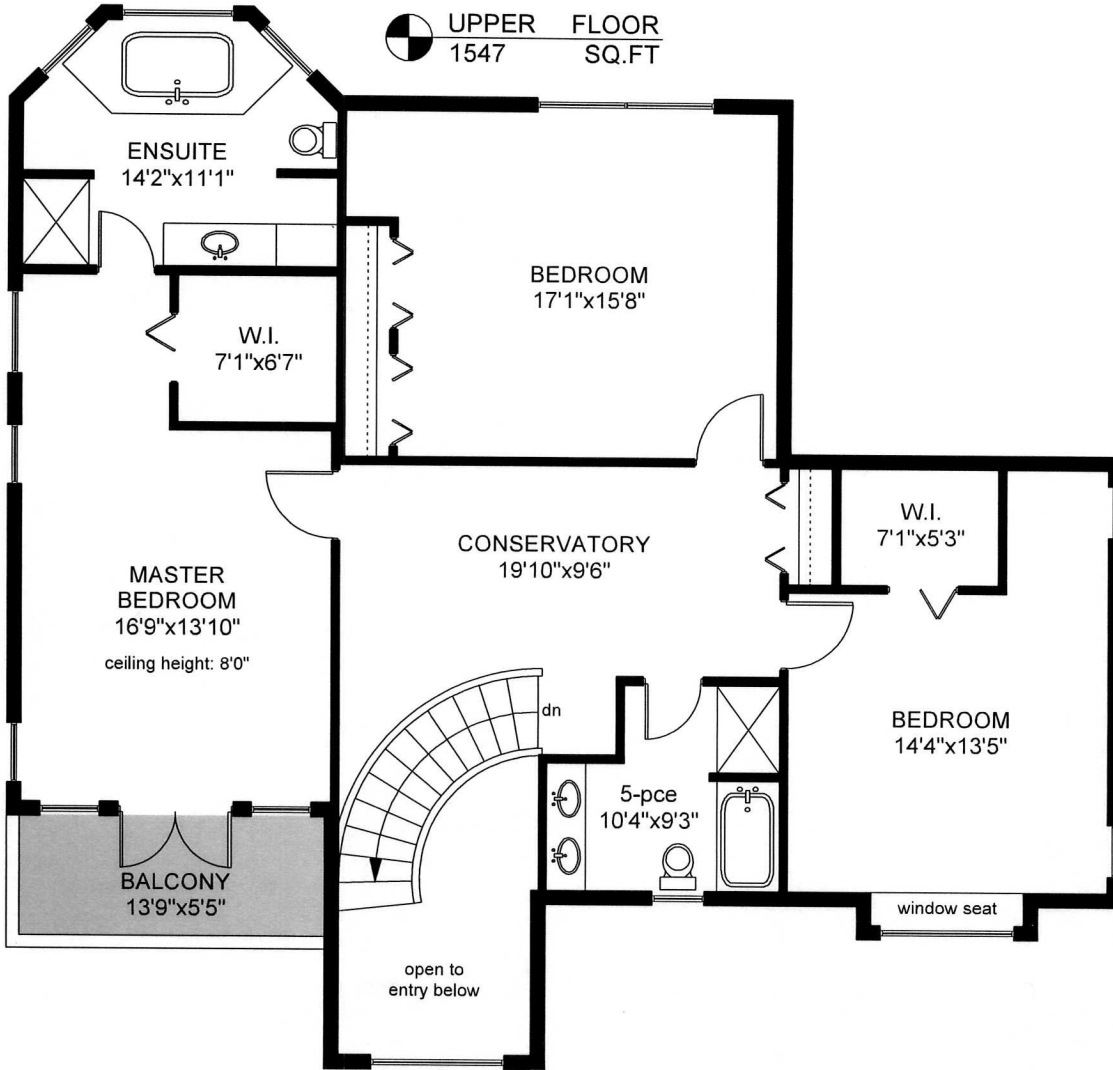 UPPER FLOOR
1547 SQ.FT
ENSUITE
14'2"x11'1"
BEDROOM
17'1"x15'8"
W.I.
7'1"x6'7"
W.I.
7'1"x5'3"
CONSERVATORY
19'10"x9'6"
MASTER
BEDROOM
16'9"x13'10"
ceiling height: 8'0"
dn
BEDROOM
14'4"x13'5"
5-pce
10'4"x9'3"
BALCONY
13'9"x5'5"
window seat
open to
entry below